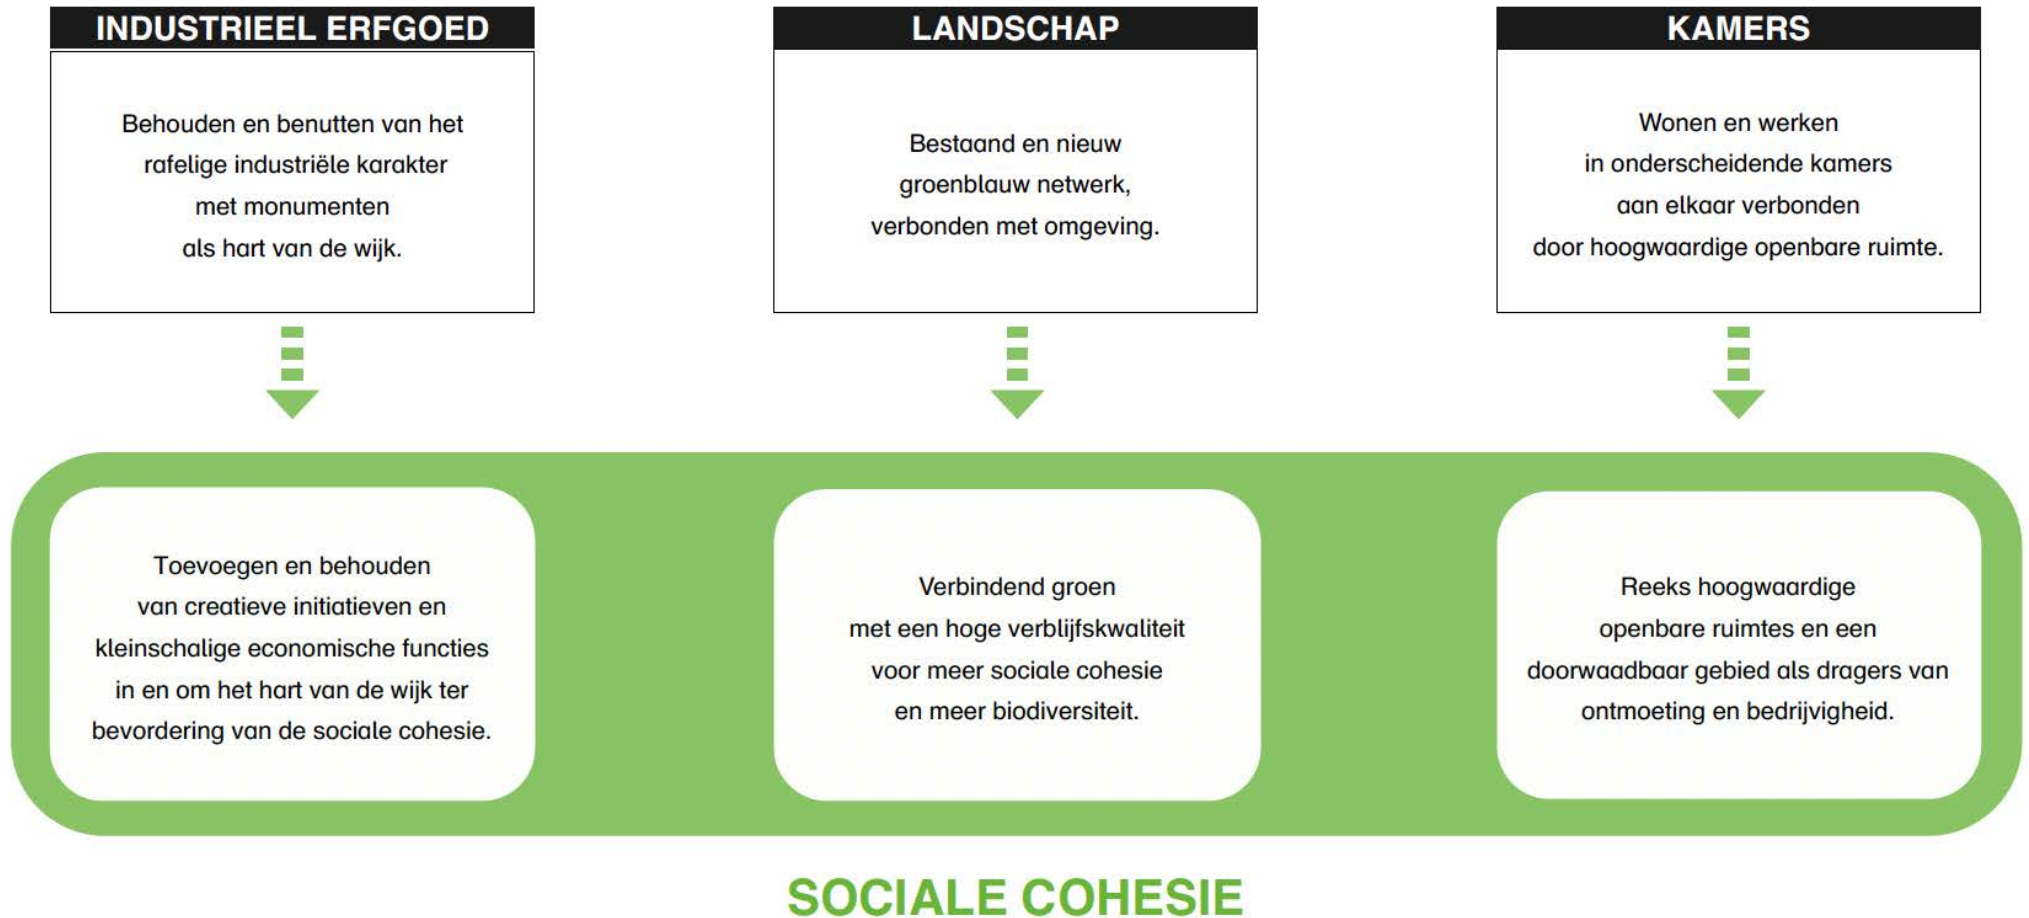 INDUSTRIEEL ERFGOED
Behouden en benutten van het
rafelige industriële karakter
met monumenten
als hart van de wijk.
LANDSCHAP
Bestaand en nieuw
groenblauw netwerk,
verbonden met omgeving.
KAMERS
Wonen en werken
in onderscheidende kamers
aan elkaar verbonden
door hoogwaardige openbare ruimte.
Toevoegen en behouden
van creatieve initiatieven en
kleinschalige economische functies
in en om het hart van de wijk ter
bevordering van de sociale cohesie.
Verbindend groen
met een hoge verblijfskwaliteit
voor meer sociale cohesie
en meer biodiversiteit.
Reeks hoogwaardige
openbare ruimtes en een
doorwaadbaar gebied als dragers van
ontmoeting en bedrijvigheid.
SOCIALE COHESIE